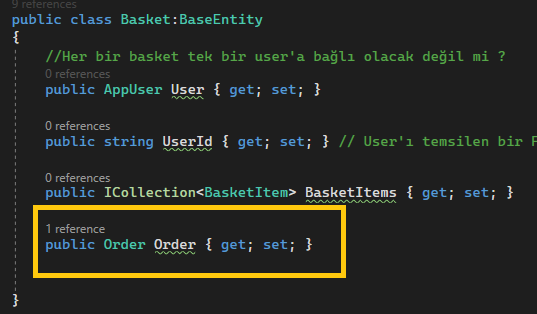 9 references
public class Basket:BaseEntity
{
//Her bir basket tek bir user'a bağlı olacak değil mi ?
0 references
public AppUser User { get; set; }
0 references
public string UserId { get; set; } // User'ı temsilen bir
0 references
public ICollection<BasketItem> BasketItems { get; set; }
1 reference
public Order Order { get; set; }
}